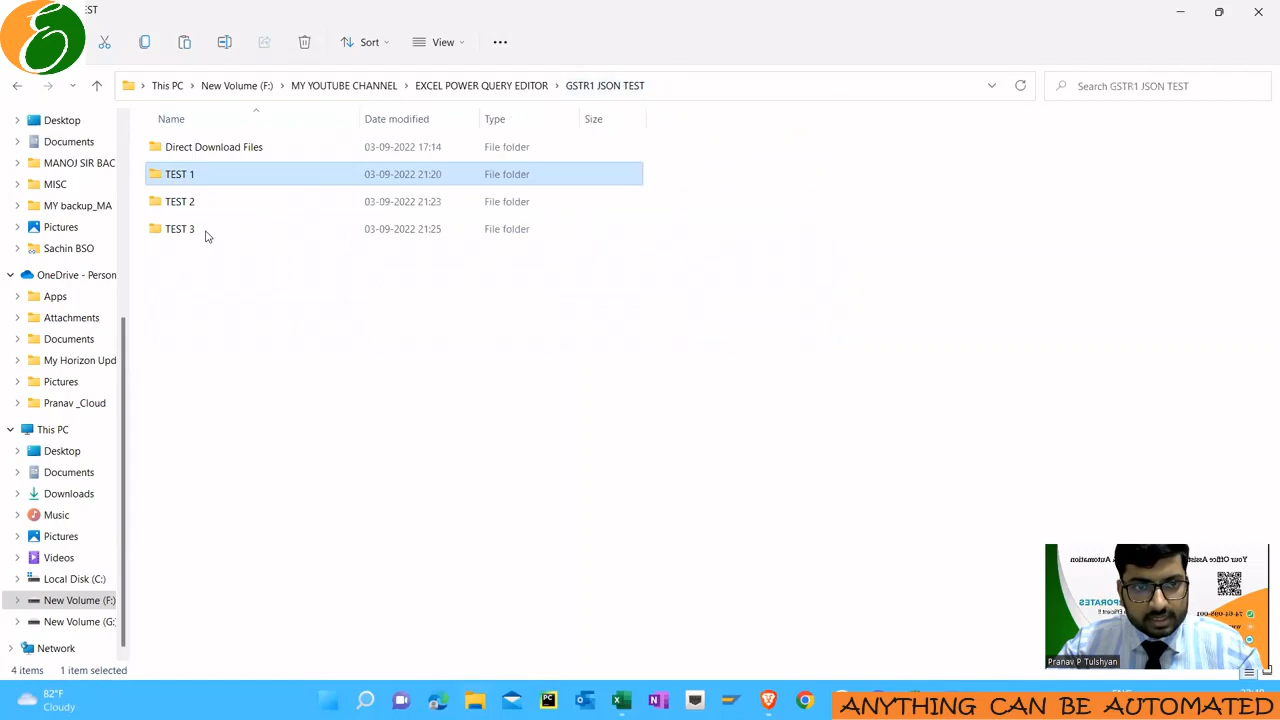 EST
Sort
View
This PC
New Volume (F:)
MY YOUTUBE CHANNEL
EXCEL POWER QUERY EDITOR
GSTR1 JSON TEST
Search GSTR1 JSON TEST
Name
Date modified
Type
Size
Direct Download Files
03-09-2022 17:14
File folder
TEST 1
03-09-2022 21:20
File folder
TEST 2
03-09-2022 21:23
File folder
TEST 3
03-09-2022 21:25
File folder
Desktop
Documents
MANOJ SIR BAC
MISC
MY backup_MA
Pictures
Sachin BSO
OneDrive - Person
Apps
Attachments
Documents
My Horizon Upd
Pictures
Pranav _Cloud
This PC
Desktop
Documents
Downloads
Music
Pictures
Videos
Local Disk (C:)
New Volume (F:)
New Volume (G:
Network
4 items
1 item selected
Your Office Assis
& Automation
Pranav P Tulshyan
82°F
Cloudy
ANYTHING CAN BE AUTOMATED